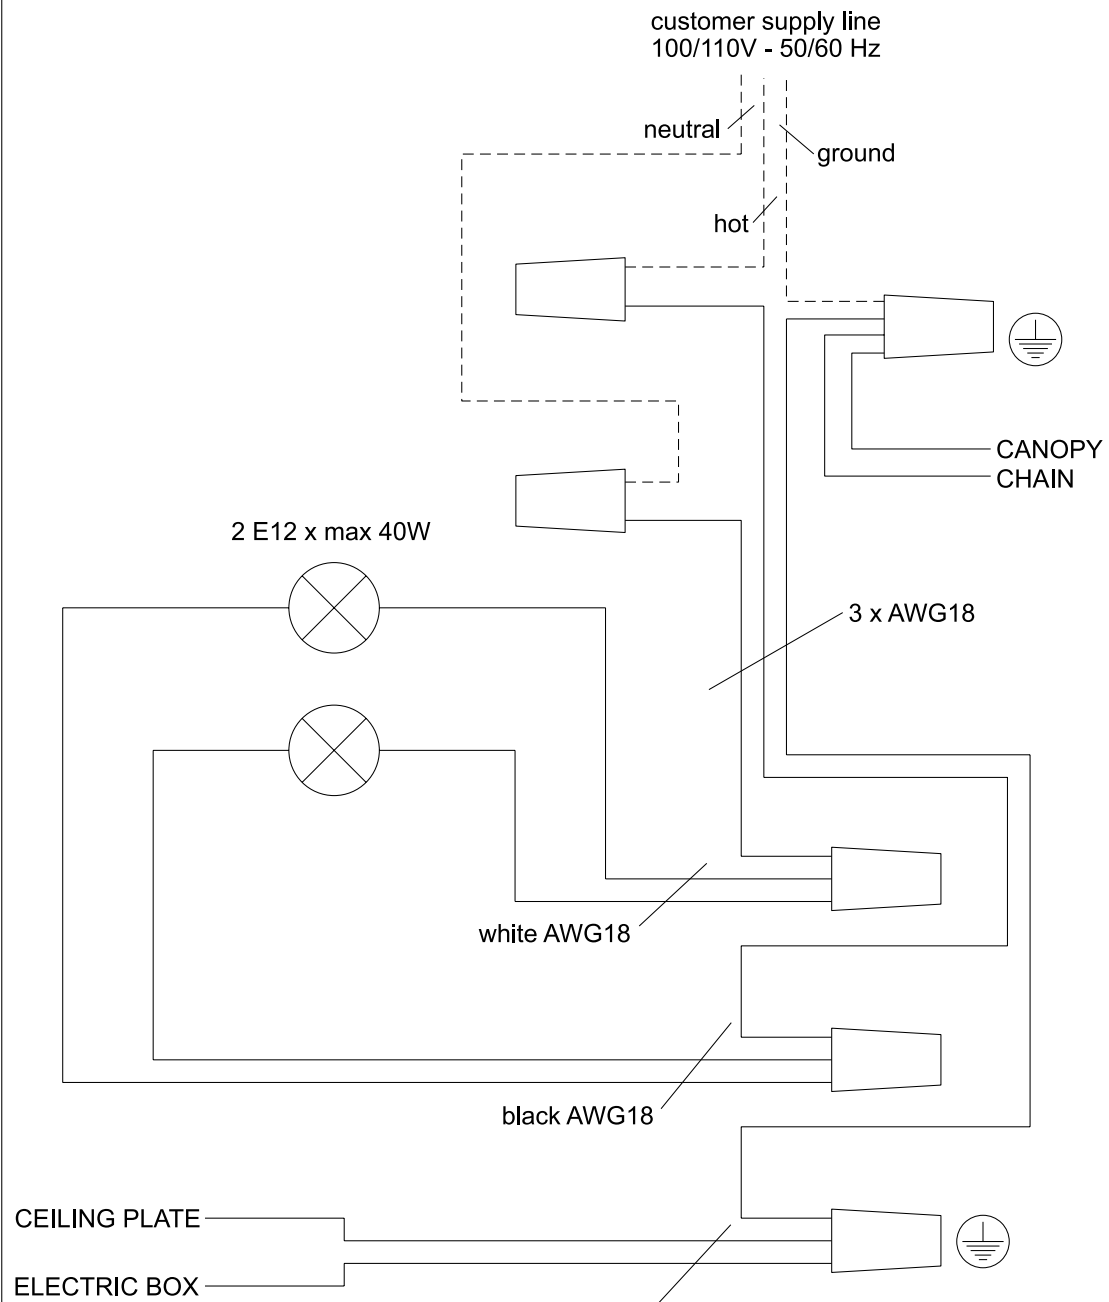 customer supply line
100/110V - 50/60 Hz
neutral
ground
hot
CANOPY
CHAIN
2 E12 x max 40W
3 x AWG18
white AWG18
black AWG18
CEILING PLATE
ELECTRIC BOX